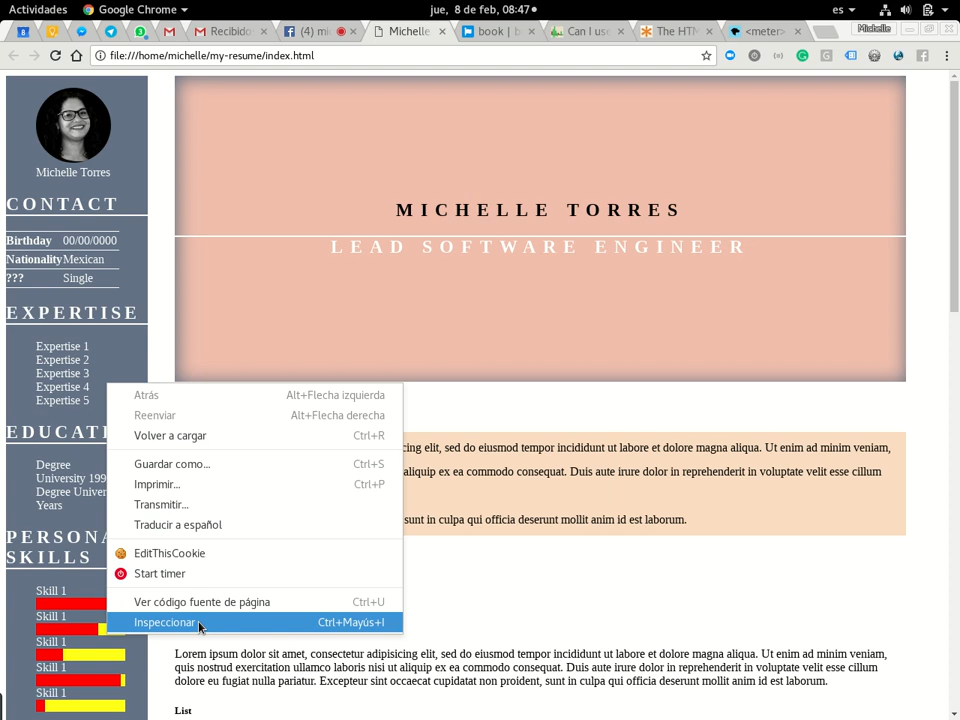 Actividades Google Chrome jue, 8 de feb, 08:47 es
8 Recibido (4) mi Michelle book | b Can I use The HTM <meter> Michelle
file:///home/michelle/my-resume/index.html
Michelle Torres
CONTACT
Birthday 00/00/0000
Nationality Mexican
??? Single
EXPERTISE
Expertise 1
Expertise 2
Expertise 3
Expertise 4
Expertise 5
EDUCATI
Degree
University 199
Degree Univer
Years
PERSONA
SKILLS
Skill 1
Skill 1
Skill 1
Skill 1
Skill 1
MICHELLE TORRES
LEAD SOFTWARE ENGINEER
Atrás Alt+Flecha izquierda
Reenviar Alt+Flecha derecha
Volver a cargar Ctrl+R
Guardar como... Ctrl+S
Imprimir... Ctrl+P
Transmitir...
Traducir a español
EditThisCookie
Start timer
Ver código fuente de página Ctrl+U
Inspeccionar Ctrl+Mayús+I
cing elit, sed do eiusmod tempor incididunt ut labore et dolore magna aliqua. Ut enim ad minim veniam,
aliquip ex ea commodo consequat. Duis aute irure dolor in reprehenderit in voluptate velit esse cillum
sunt in culpa qui officia deserunt mollit anim id est laborum.
Lorem ipsum dolor sit amet, consectetur adipisicing elit, sed do eiusmod tempor incididunt ut labore et dolore magna aliqua. Ut enim ad minim veniam,
quis nostrud exercitation ullamco laboris nisi ut aliquip ex ea commodo consequat. Duis aute irure dolor in reprehenderit in voluptate velit esse cillum
dolore eu fugiat nulla pariatur. Excepteur sint occaecat cupidatat non proident, sunt in culpa qui officia deserunt mollit anim id est laborum.
List